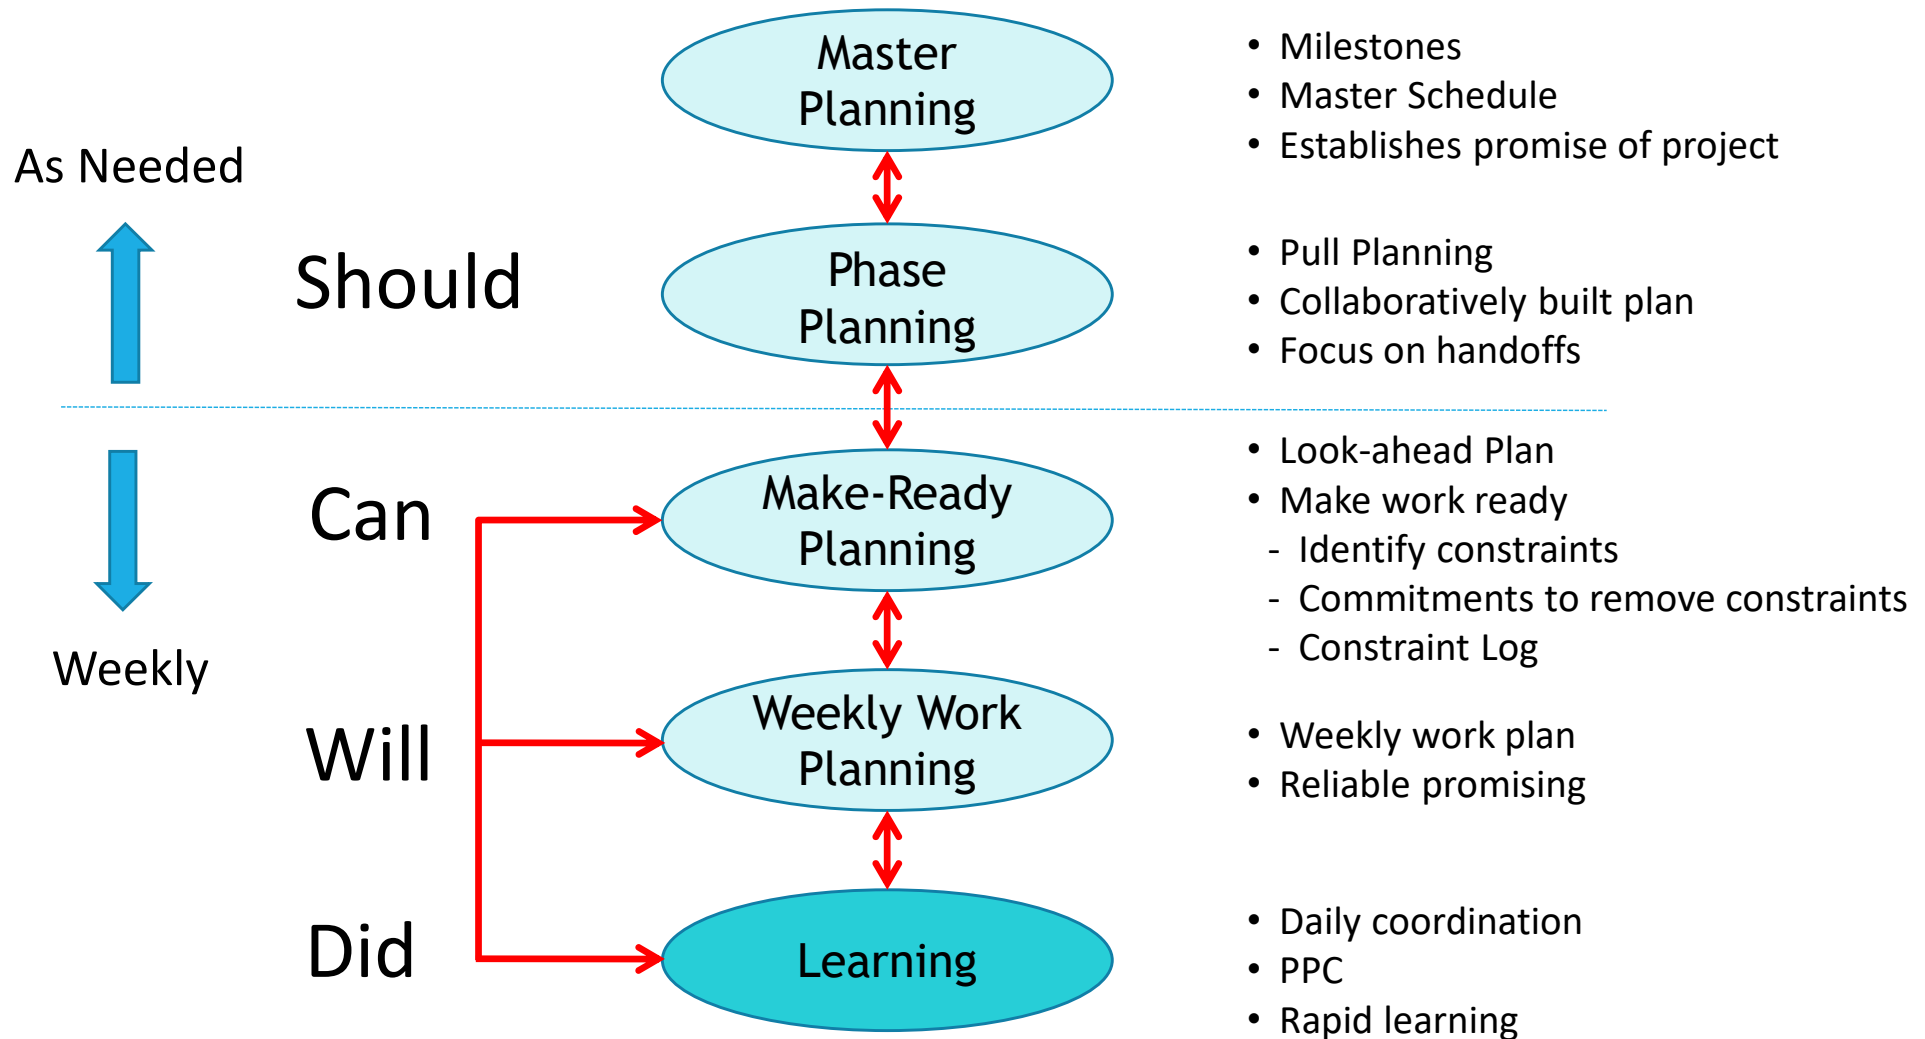 Master
Planning
• Milestones
• Master Schedule
• Establishes promise of project
As Needed
Should
Phase
Planning
• Pull Planning
• Collaboratively built plan
• Focus on handoffs
Can
Make-Ready
Planning
• Look-ahead Plan
• Make work ready
- Identify constraints
- Commitments to remove constraints
- Constraint Log
Weekly
Will
Weekly Work
Planning
• Weekly work plan
• Reliable promising
Did
Learning
• Daily coordination
• PPC
• Rapid learning